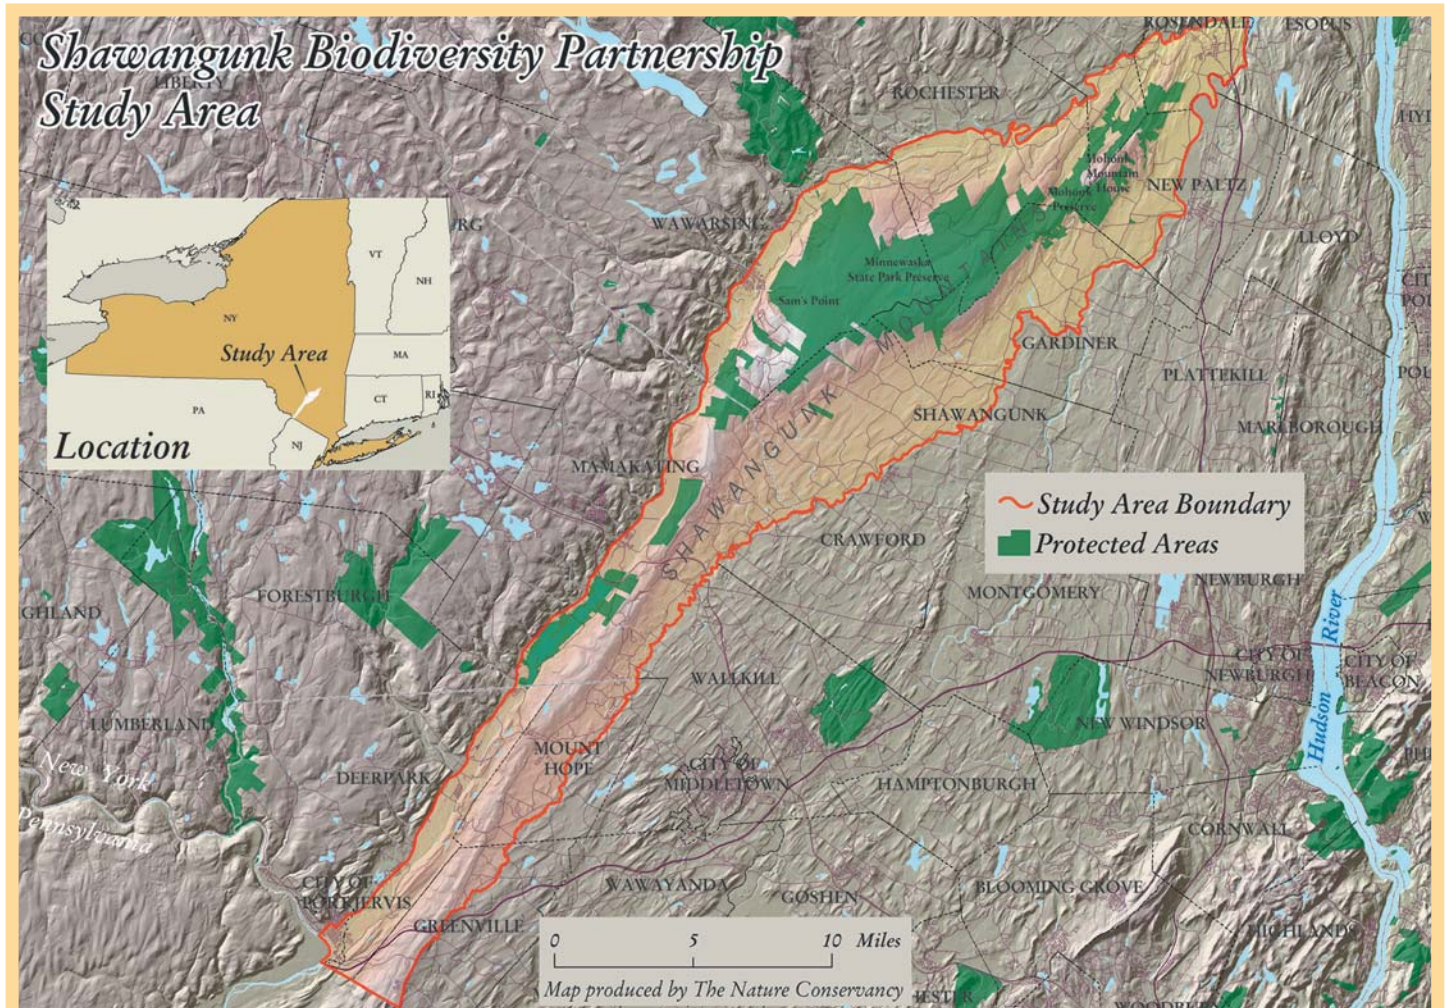 Shawangunk Biodiversity Partnership
Study Area
LIBERTY
ROSENDALE
ESOPUS
ROCHESTER
Mohonk
Mountain
House
NEW PALTZ
Mohonk
Preserve
WAWARSING
LLOYD
Minnewaska
State Park Preserve
Sam's Point
SHAWANGUNK MOUNTAINS
GARDINER
PLATTEKILL
SHAWANGUNK
MARLBOROUGH
VT
NH
NY
Study Area
MA
CT
RI
PA
NJ
Location
MAMAKATING
Study Area Boundary
Protected Areas
CRAWFORD
NEWBURGH
MONTGOMERY
FORESTBURGH
Hudson River
CITY OF
NEWBURGH
CITY OF
BEACON
WALLKILL
LUMBERLAND
NEW WINDSOR
MOUNT
HOPE
New York
Pennsylvania
DEERPARK
CITY OF
MIDDLETOWN
HAMPTONBURGH
CORNWALL
CITY OF
PORT JERVIS
WAWAYANDA
GOSHEN
BLOOMING GROVE
GREENVILLE
HIGHLANDS
0 5 10 Miles
Map produced by The Nature Conservancy